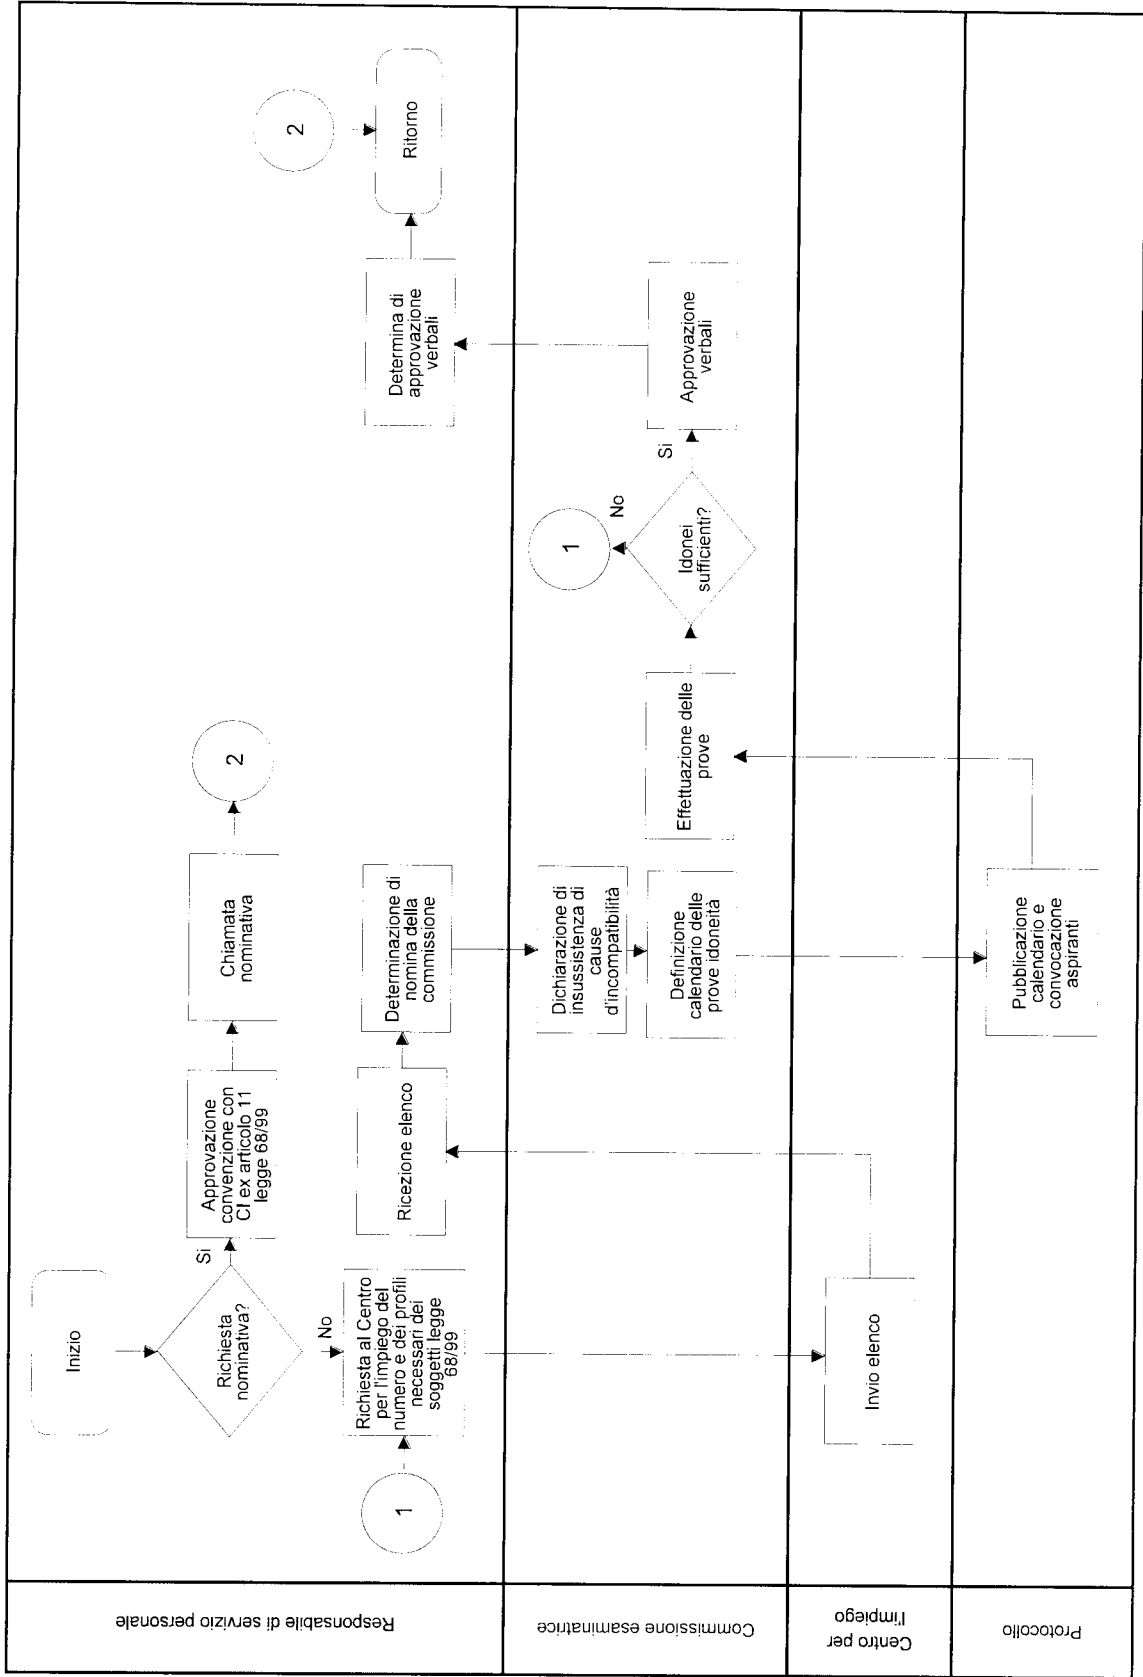 Responsabile di servizio personale
Inizio
Richiesta
nominativa?
Si
No
Approvazione
convenzione con
CI ex articolo 11
legge 68/99
Chiamata
nominativa
2
1
Richiesta al Centro
per l'impiego del
numero e dei profili
necessari dei
soggetti legge
68/99
Ricezione elenco
Determinazione di
nomina della
commissione
Determina di
approvazione
verbali
2
Ritorno
Commissione esaminatrice
Dichiarazione di
insussistenza di
cause
d'incompatibilità
Definizione
calendario delle
prove idoneità
Effettuazione delle
prove
Idonei
sufficienti?
No
1
Si
Approvazione
verbali
Centro per
l'impiego
Invio elenco
Protocollo
Pubblicazione
calendario e
convocazione
aspiranti